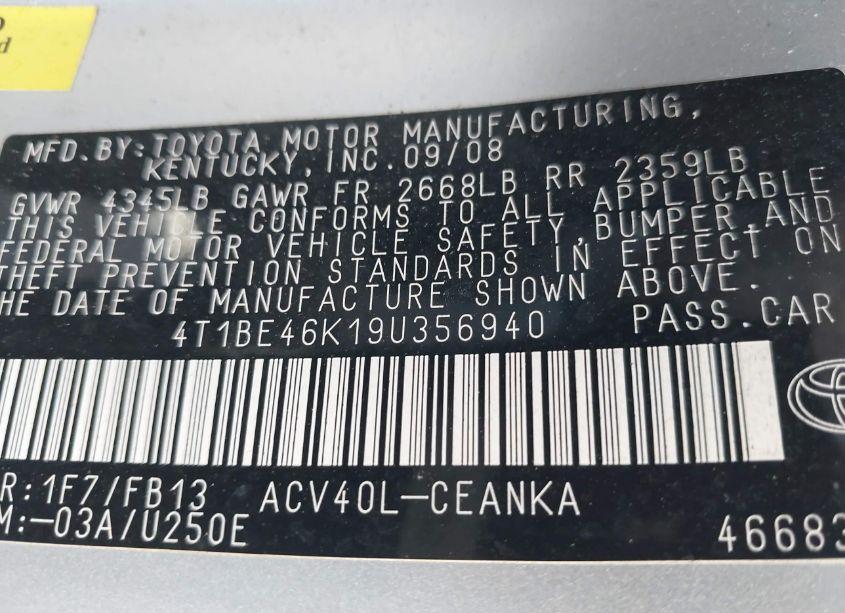 MFD.BY:TOYOTA MOTOR MANUFACTURING,
KENTUCKY, INC.09/08
GVWR 4345LB GAWR FR 2668LB RR 2359LB
THIS VEHICLE CONFORMS TO ALL APPLICABLE
FEDERAL MOTOR VEHICLE SAFETY,BUMPER,AND
THEFT PREVENTION STANDARDS IN EFFECT ON
HE DATE OF MANUFACTURE SHOWN ABOVE.
4T1BE46K19U356940 PASS.CAR
R:1F7/FB13 ACV40L-CEANKA
M:-03A/U250E 46683